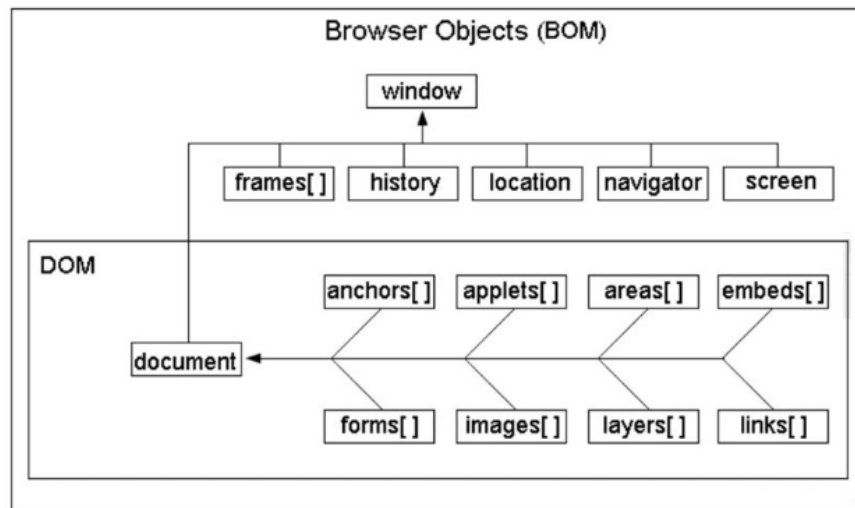 Browser Objects (BOM)
window
frames[ ] history location navigator screen
DOM
anchors[ ] applets[ ] areas[ ] embeds[ ]
document
forms[ ] images[ ] layers[ ] links[ ]